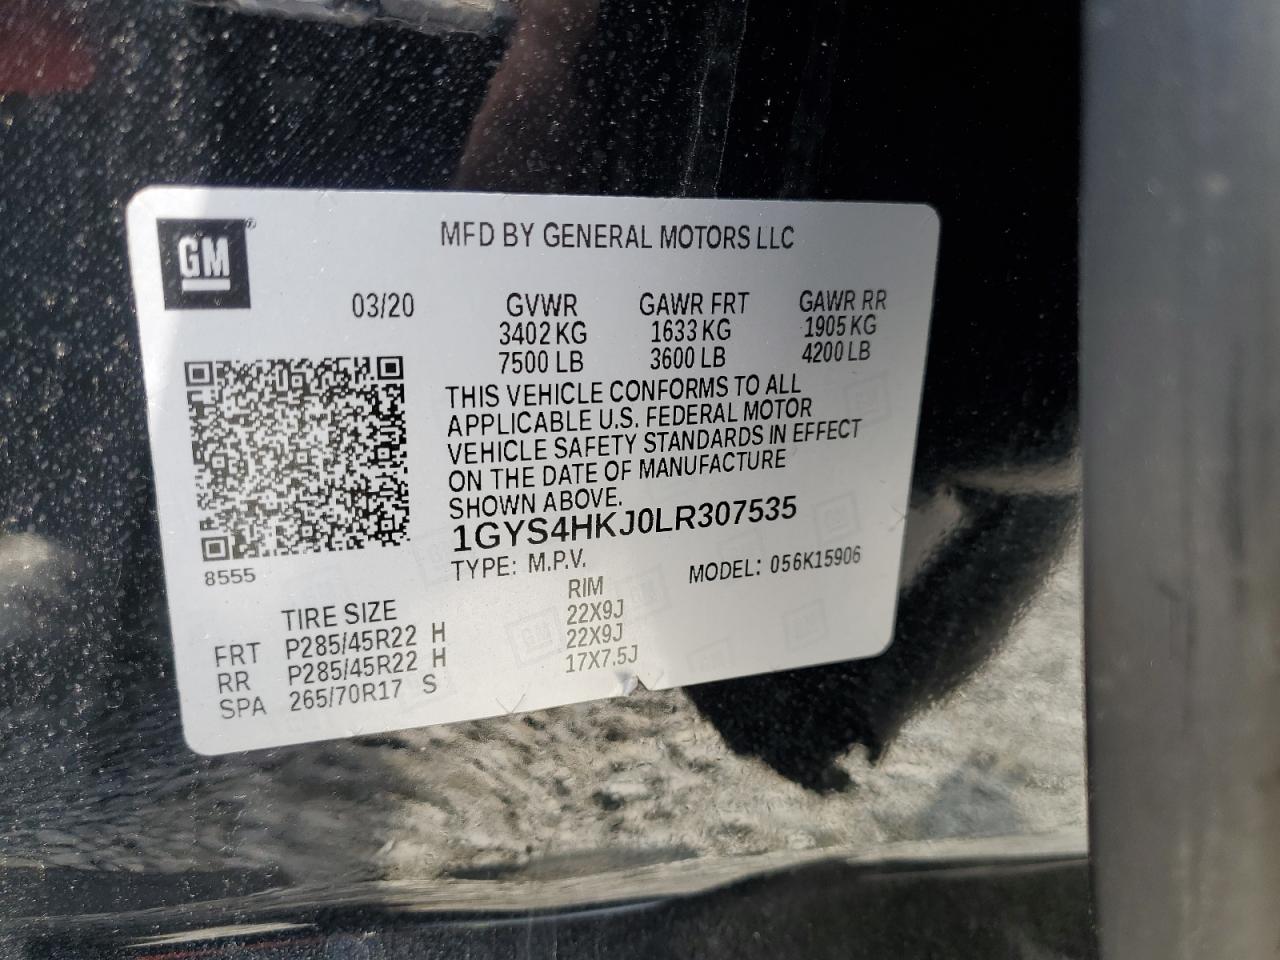 GM
MFD BY GENERAL MOTORS LLC
03/20 GVWR GAWR FRT GAWR RR
3402 KG 1633 KG 1905 KG
7500 LB 3600 LB 4200 LB
THIS VEHICLE CONFORMS TO ALL
APPLICABLE U.S. FEDERAL MOTOR
VEHICLE SAFETY STANDARDS IN EFFECT
ON THE DATE OF MANUFACTURE
SHOWN ABOVE.
1GYS4HKJ0LR307535
8555 TYPE: M.P.V. MODEL: 056K15906
TIRE SIZE RIM
FRT P285/45R22 H 22X9J
RR P285/45R22 H 22X9J
SPA 265/70R17 S 17X7.5J